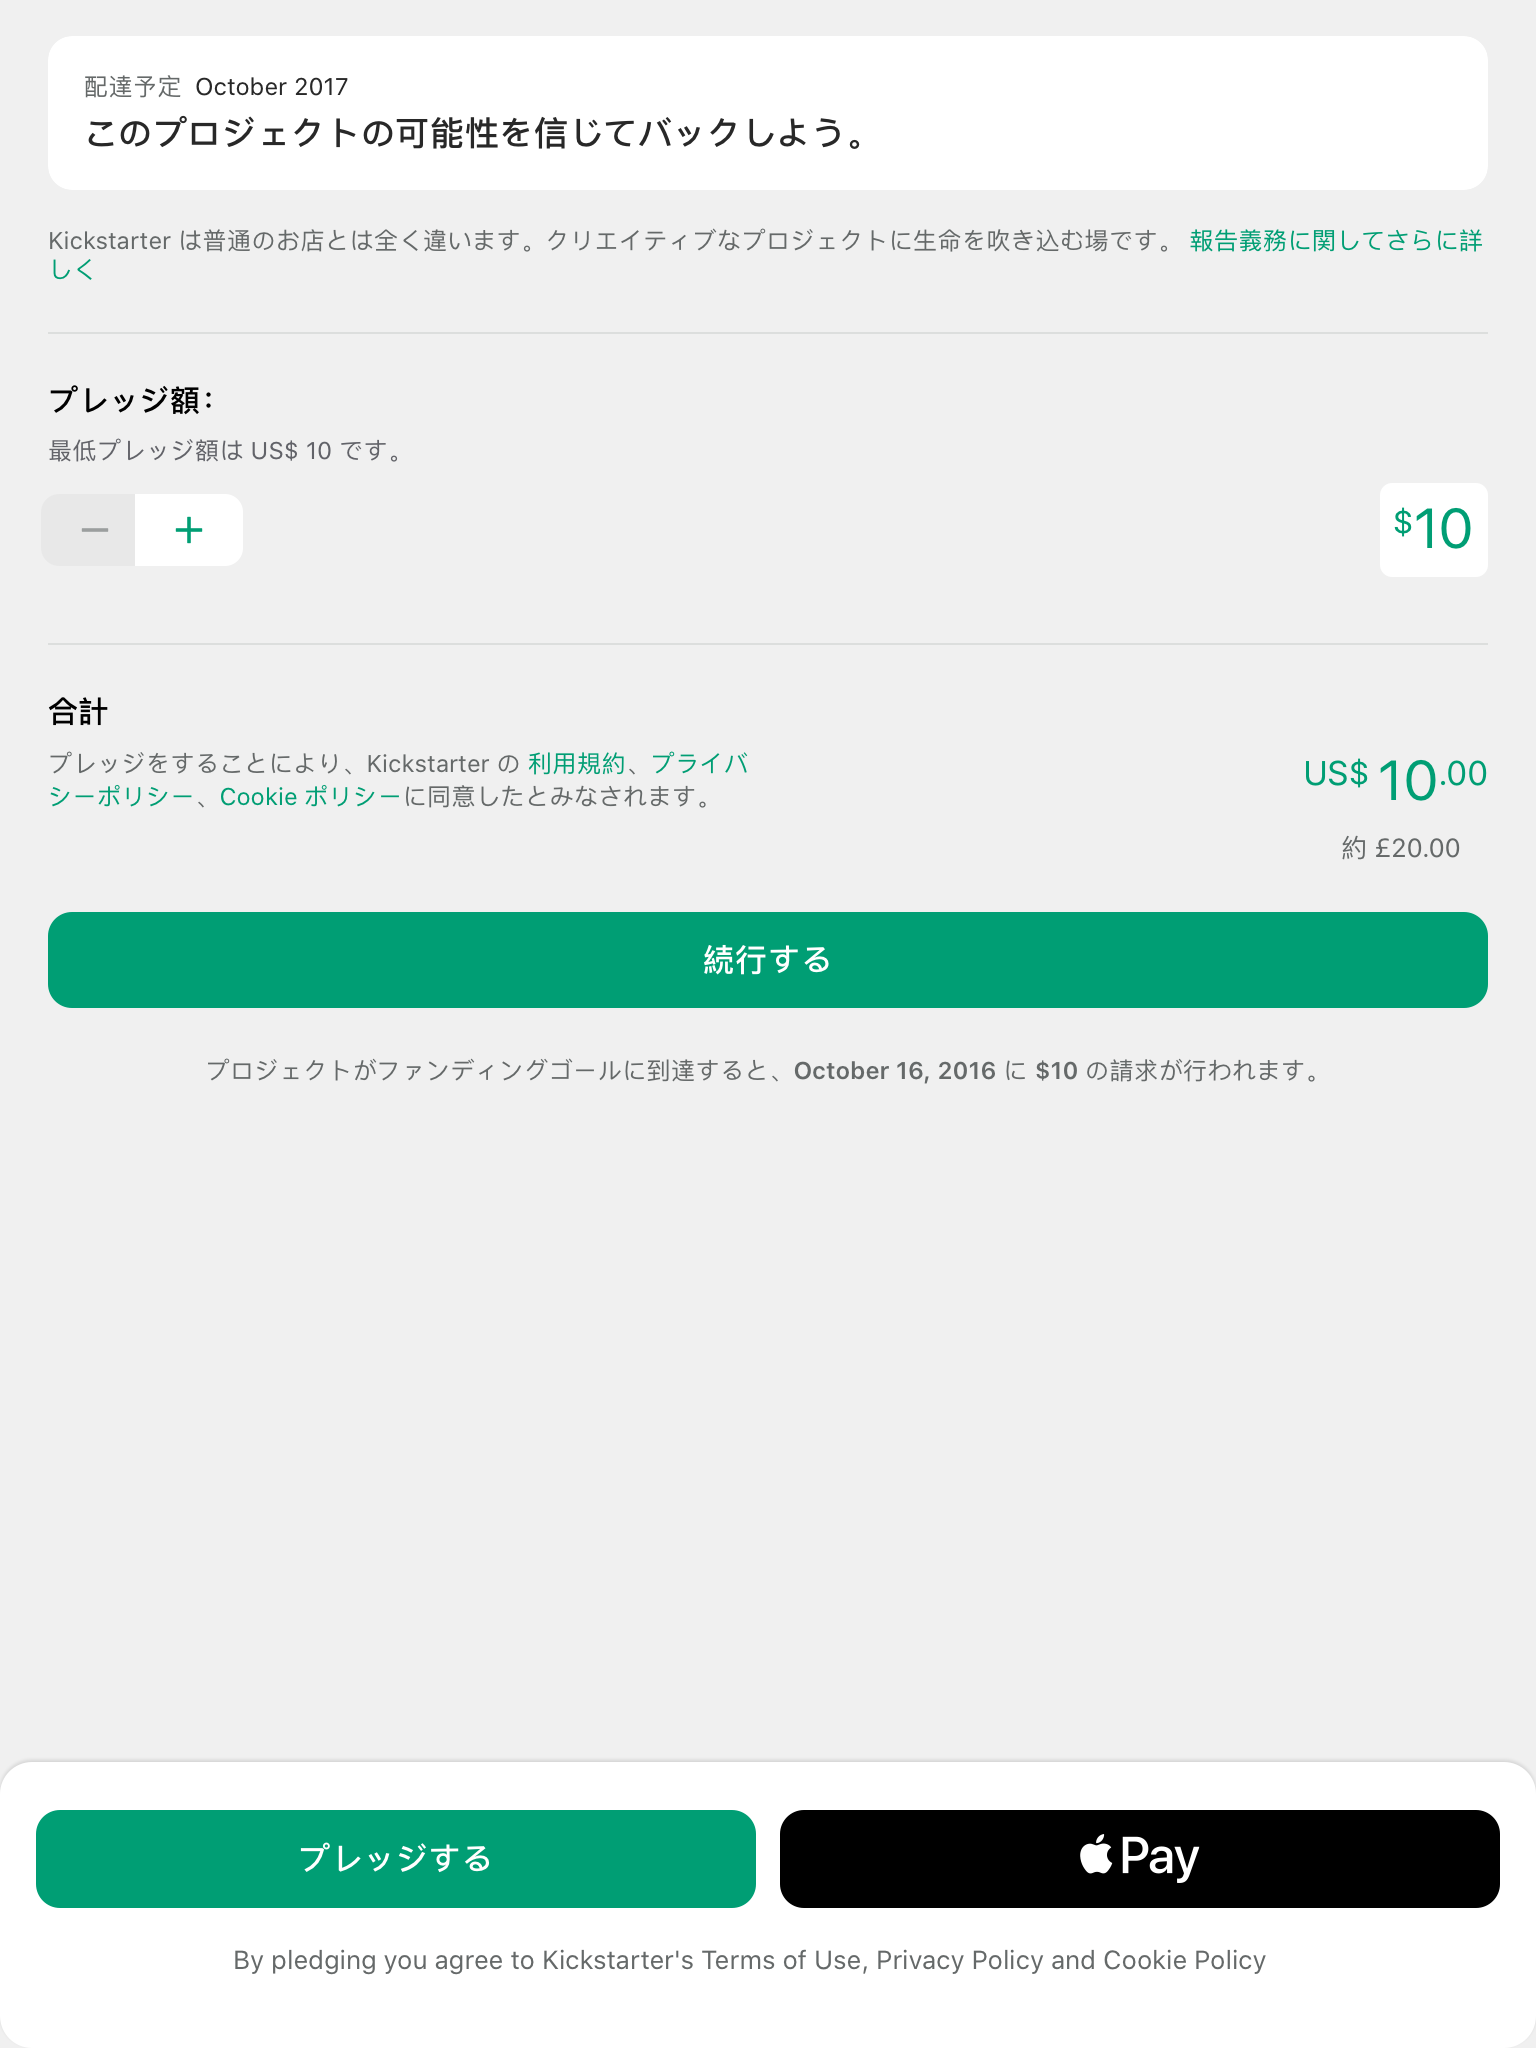 配達予定 October 2017
このプロジェクトの可能性を信じてバックしよう。
Kickstarter は普通のお店とは全く違います。クリエイティブなプロジェクトに生命を吹き込む場です。 報告義務に関してさらに詳
しく
プレッジ額：
最低プレッジ額は US$ 10 です。
− +
$10
合計
プレッジをすることにより、Kickstarter の 利用規約、プライバ
シーポリシー、Cookie ポリシーに同意したとみなされます。
US$ 10.00
約 £20.00
続行する
プロジェクトがファンディングゴールに到達すると、October 16, 2016 に $10 の請求が行われます。
プレッジする
Pay
By pledging you agree to Kickstarter's Terms of Use, Privacy Policy and Cookie Policy